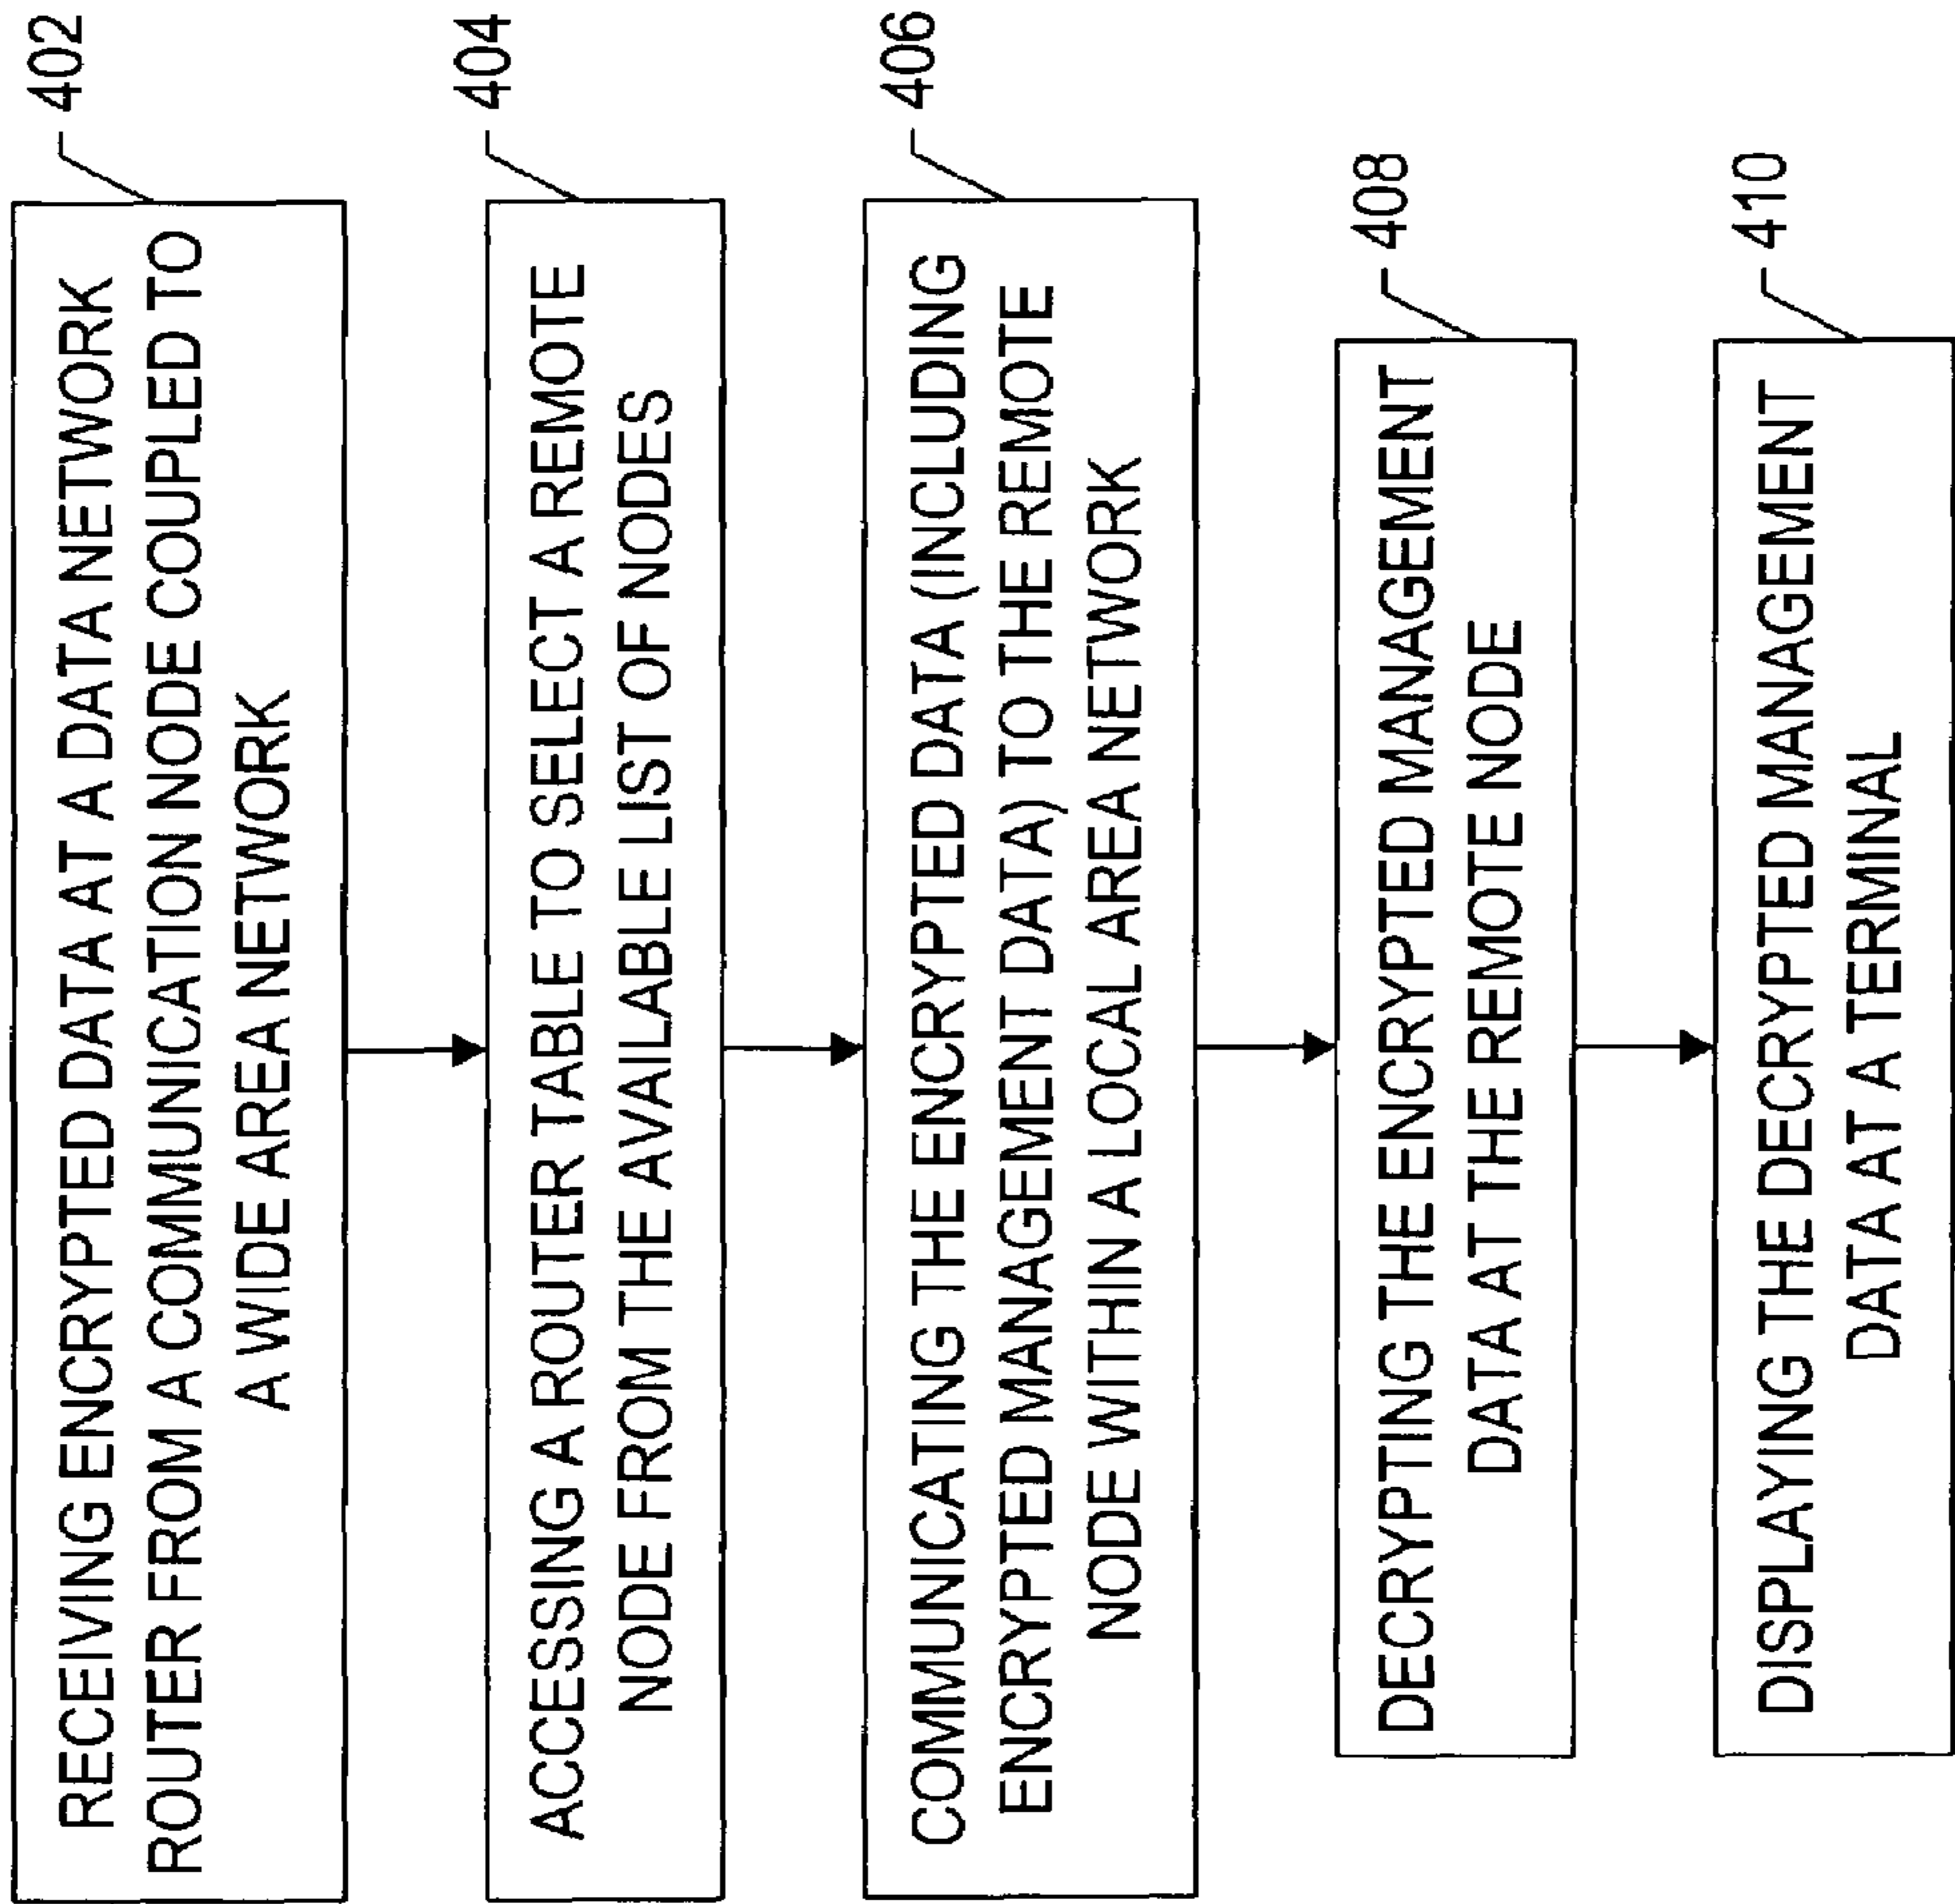 RECEIVING ENCRYPTED DATA AT A DATA NETWORK
ROUTER FROM A COMMUNICATION NODE COUPLED TO
A WIDE AREA NETWORK
402
ACCESSING A ROUTER TABLE TO SELECT A REMOTE
NODE FROM THE AVAILABLE LIST OF NODES
404
COMMUNICATING THE ENCRYPTED DATA (INCLUDING
ENCRYPTED MANAGEMENT DATA) TO THE REMOTE
NODE WITHIN A LOCAL AREA NETWORK
406
DECRYPTING THE ENCRYPTED MANAGEMENT
DATA AT THE REMOTE NODE
408
DISPLAYING THE DECRYPTED MANAGEMENT
DATA AT A TERMINAL
410